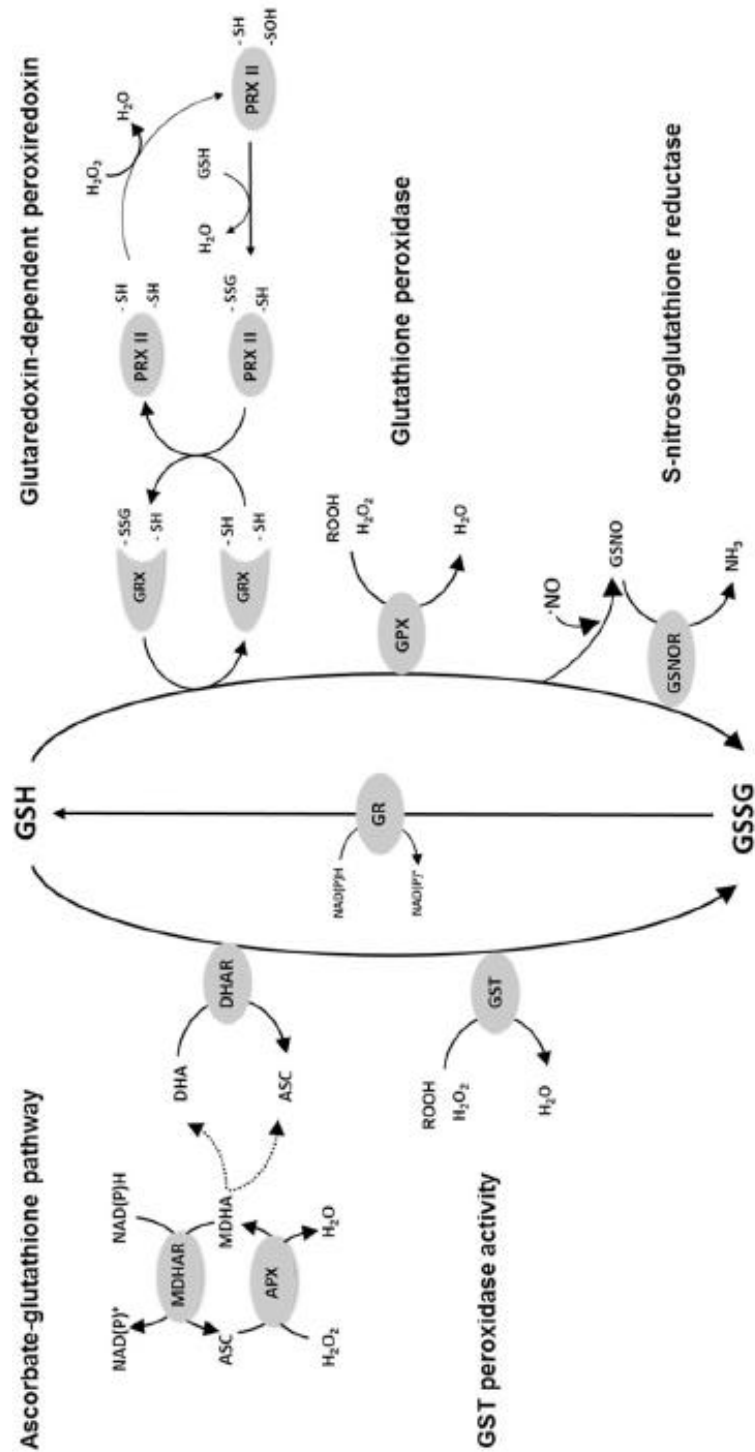 Ascorbate-glutathione pathway
Glutaredoxin-dependent peroxiredoxin
GSH
NAD(P)⁺
NAD(P)H
MDHAR
ASC
MDHA
APX
H₂O₂
H₂O
DHA
ASC
DHAR
GRX
- SSG
- SH
GRX
- SH
- SH
PRX II
- SH
-SH
PRX II
- SSG
-SH
H₂O₂
H₂O
GSH
H₂O
PRX II
- SH
-SOH
GST peroxidase activity
ROOH
H₂O₂
H₂O
GST
NAD(P)H
NAD(P)⁺
GR
GPX
ROOH
H₂O₂
H₂O
Glutathione peroxidase
·NO
GSNO
GSNOR
NH₃
S-nitrosoglutathione reductase
GSSG